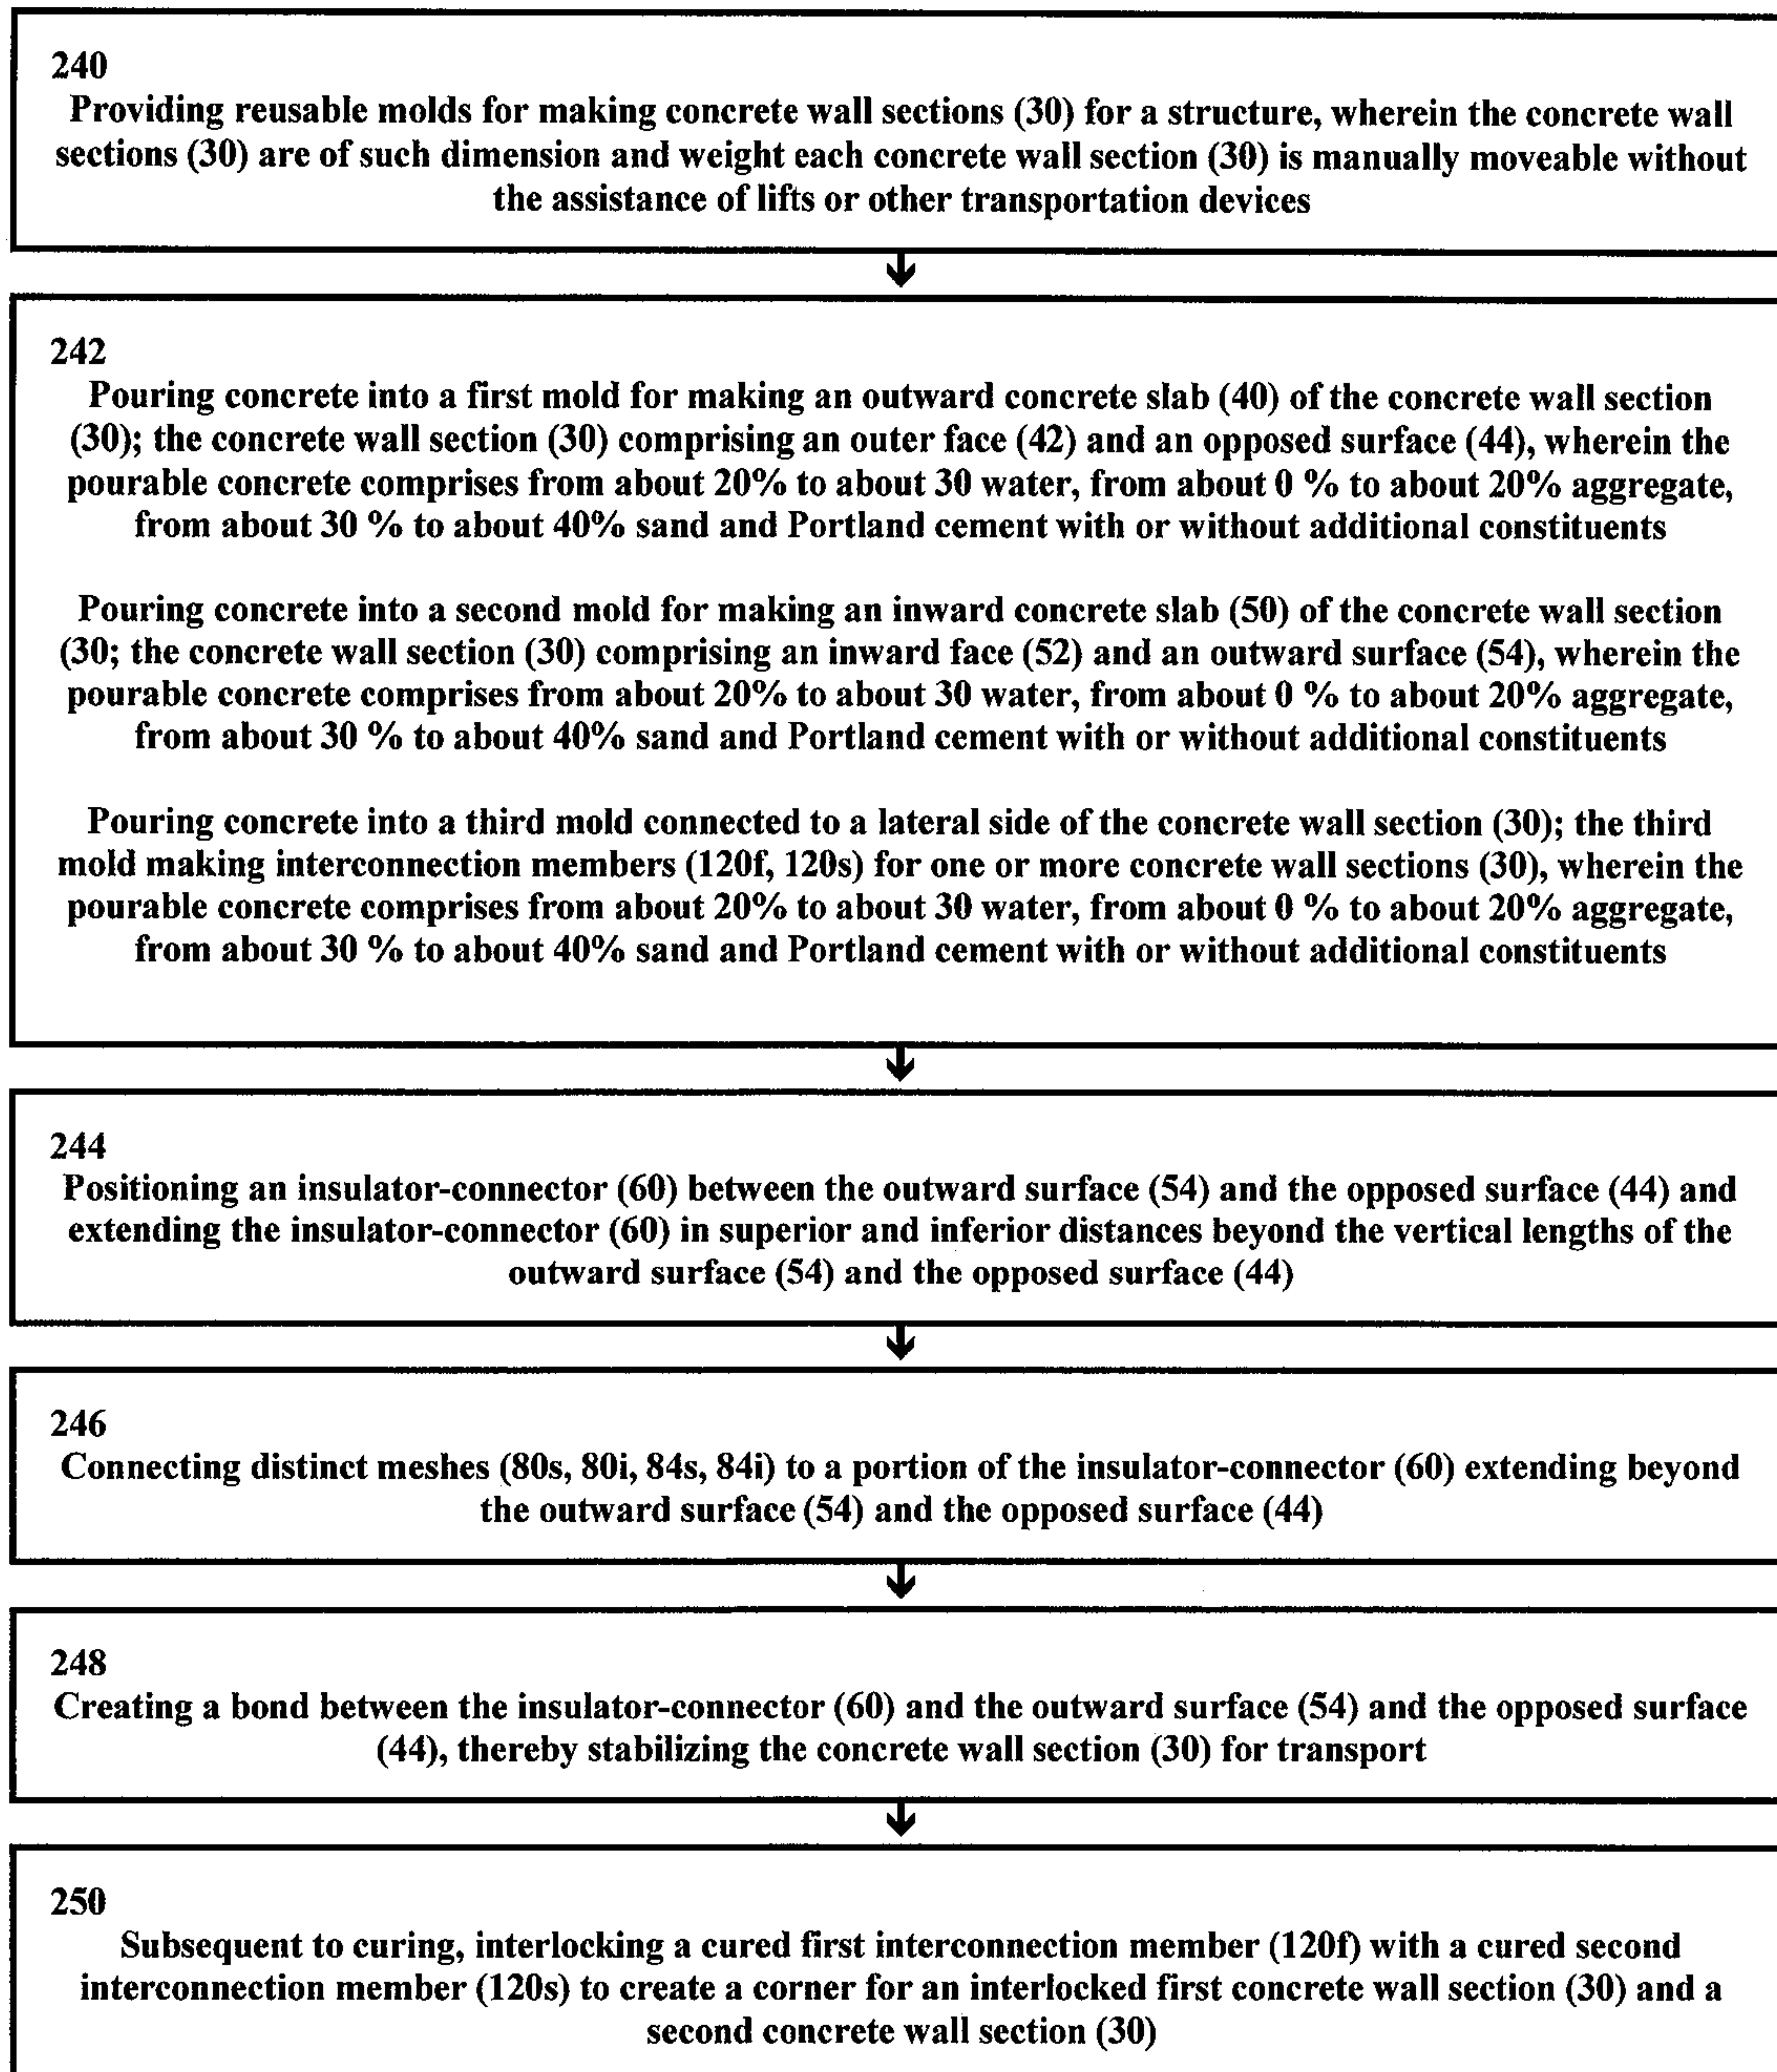 240
Providing reusable molds for making concrete wall sections (30) for a structure, wherein the concrete wall
sections (30) are of such dimension and weight each concrete wall section (30) is manually moveable without
the assistance of lifts or other transportation devices
242
Pouring concrete into a first mold for making an outward concrete slab (40) of the concrete wall section
(30); the concrete wall section (30) comprising an outer face (42) and an opposed surface (44), wherein the
pourable concrete comprises from about 20% to about 30 water, from about 0 % to about 20% aggregate,
from about 30 % to about 40% sand and Portland cement with or without additional constituents
Pouring concrete into a second mold for making an inward concrete slab (50) of the concrete wall section
(30; the concrete wall section (30) comprising an inward face (52) and an outward surface (54), wherein the
pourable concrete comprises from about 20% to about 30 water, from about 0 % to about 20% aggregate,
from about 30 % to about 40% sand and Portland cement with or without additional constituents
Pouring concrete into a third mold connected to a lateral side of the concrete wall section (30); the third
mold making interconnection members (120f, 120s) for one or more concrete wall sections (30), wherein the
pourable concrete comprises from about 20% to about 30 water, from about 0 % to about 20% aggregate,
from about 30 % to about 40% sand and Portland cement with or without additional constituents
244
Positioning an insulator-connector (60) between the outward surface (54) and the opposed surface (44) and
extending the insulator-connector (60) in superior and inferior distances beyond the vertical lengths of the
outward surface (54) and the opposed surface (44)
246
Connecting distinct meshes (80s, 80i, 84s, 84i) to a portion of the insulator-connector (60) extending beyond
the outward surface (54) and the opposed surface (44)
248
Creating a bond between the insulator-connector (60) and the outward surface (54) and the opposed surface
(44), thereby stabilizing the concrete wall section (30) for transport
250
Subsequent to curing, interlocking a cured first interconnection member (120f) with a cured second
interconnection member (120s) to create a corner for an interlocked first concrete wall section (30) and a
second concrete wall section (30)